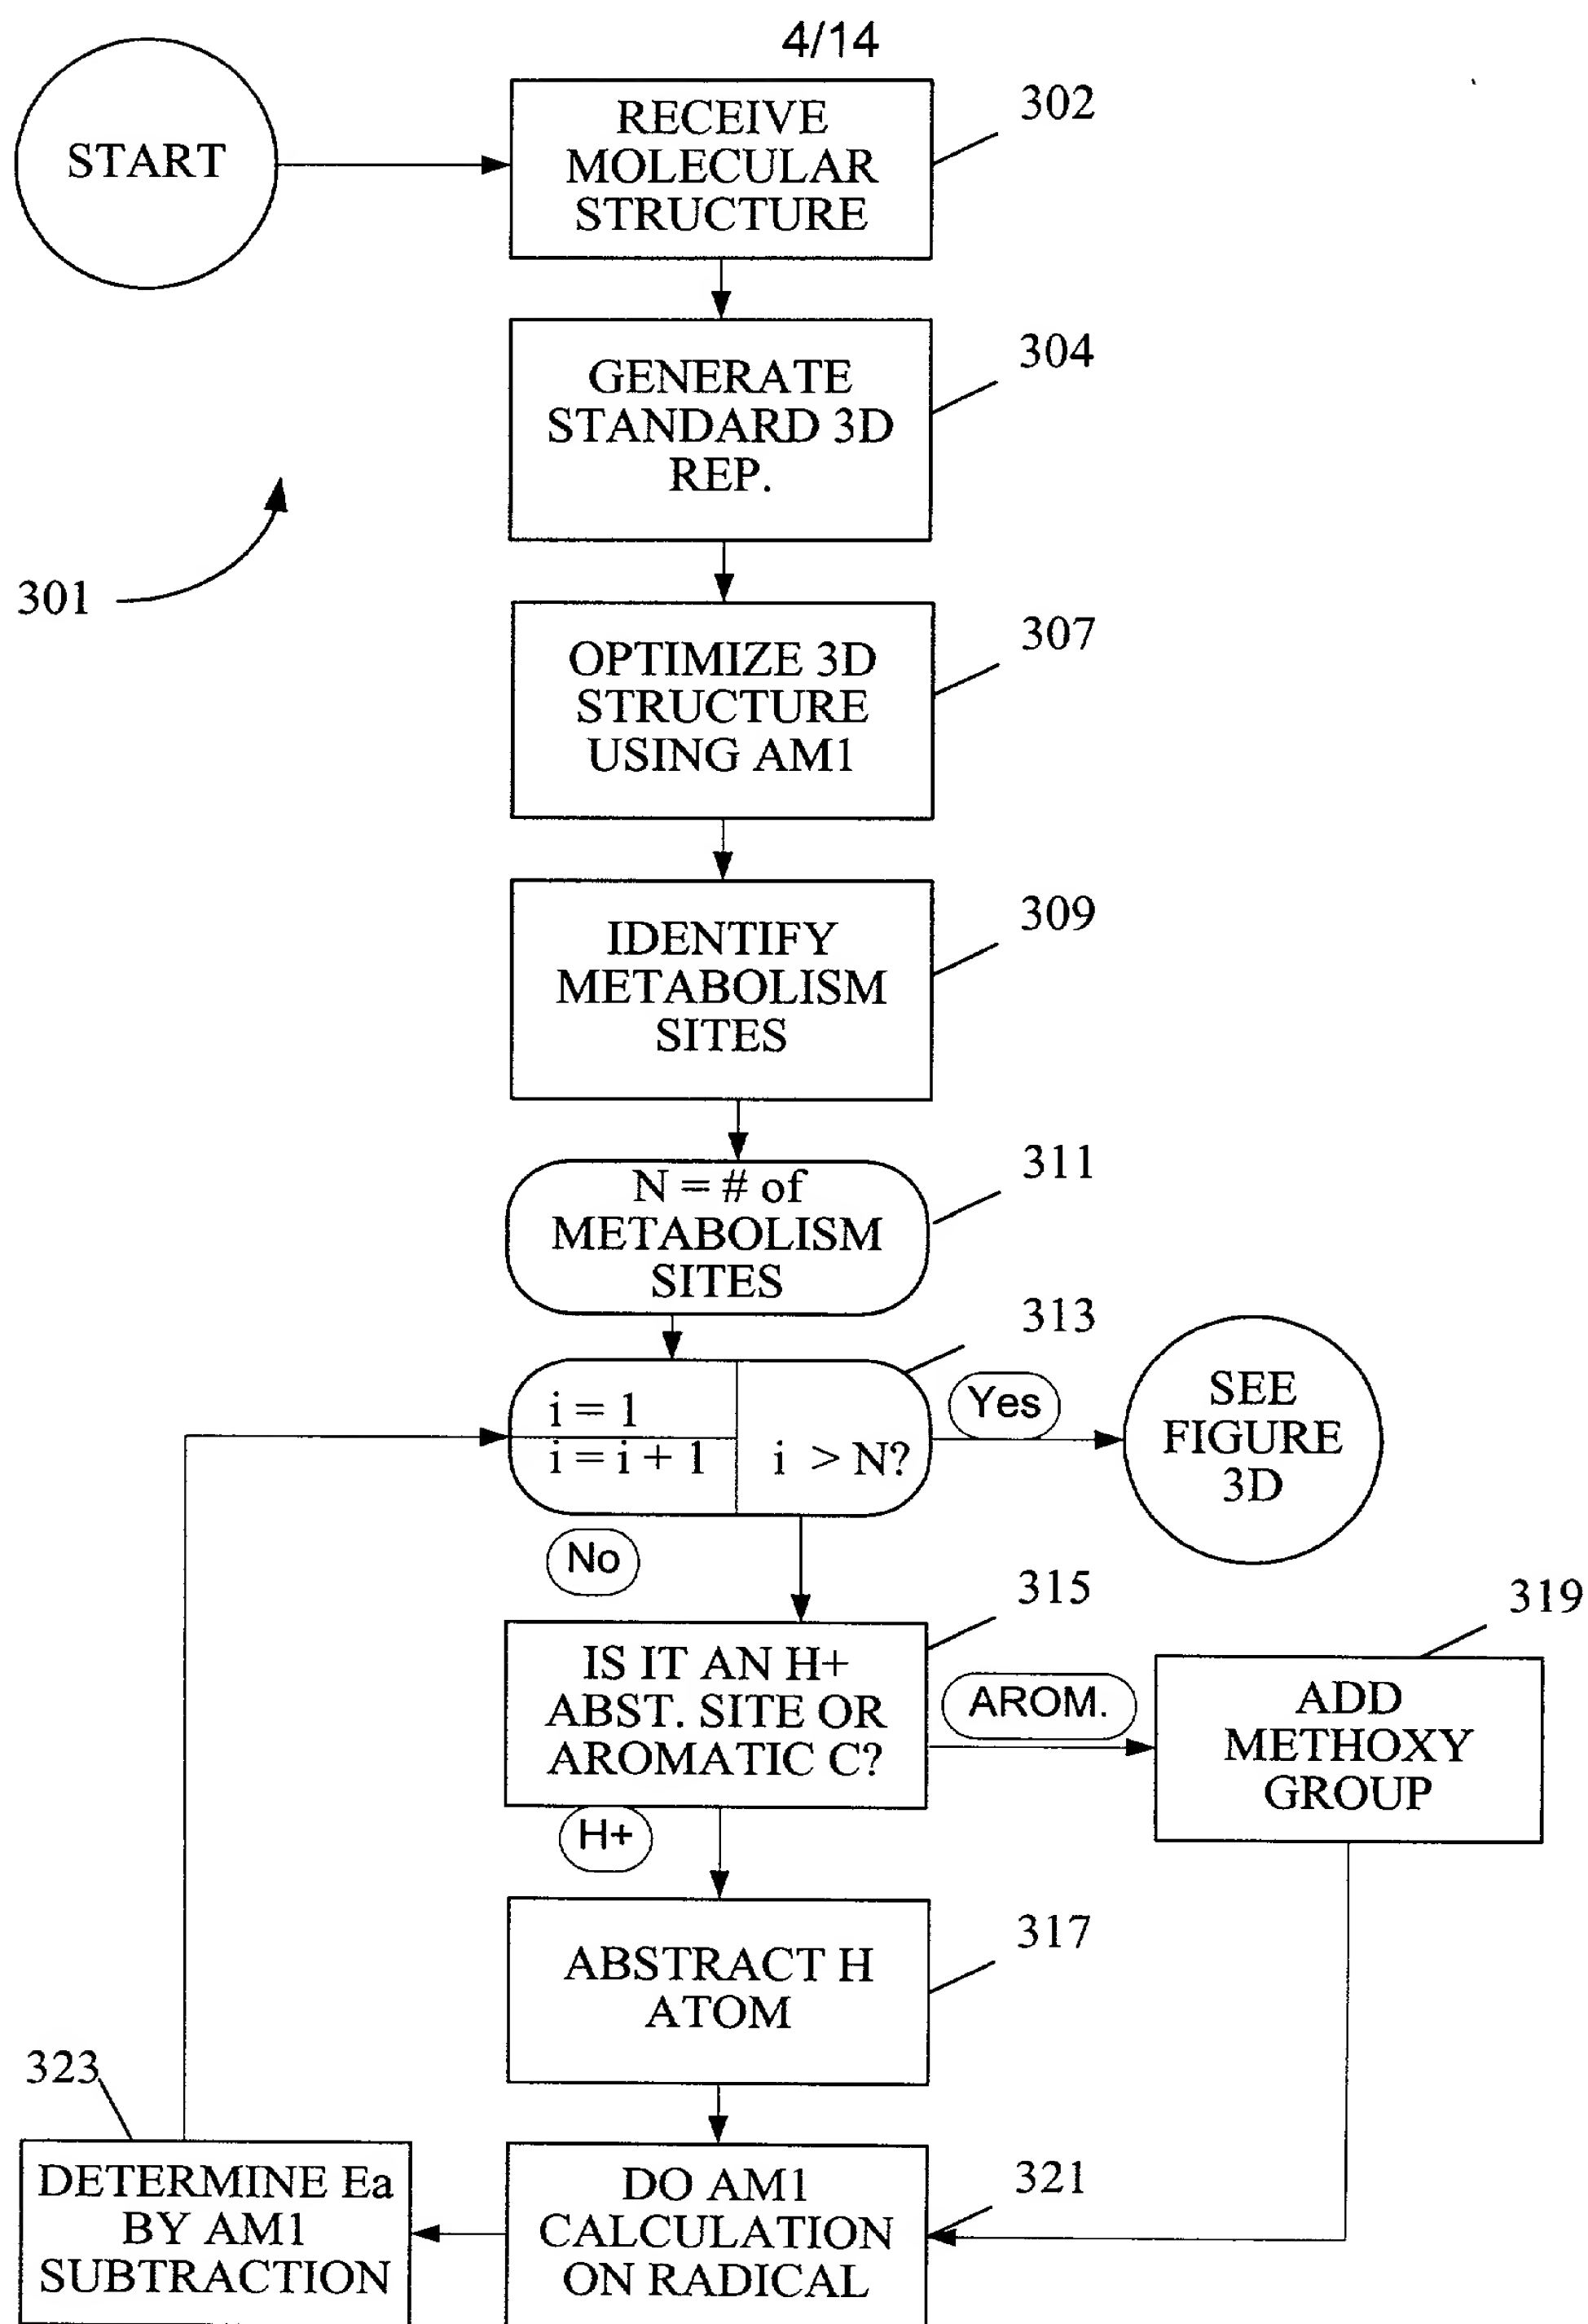 4/14
START
RECEIVE
MOLECULAR
STRUCTURE
302
GENERATE
STANDARD 3D
REP.
304
301
OPTIMIZE 3D
STRUCTURE
USING AM1
307
IDENTIFY
METABOLISM
SITES
309
N = # of
METABOLISM
SITES
311
313
i = 1
i = i + 1
i > N?
Yes
SEE
FIGURE
3D
No
315
IS IT AN H+
ABST. SITE OR
AROMATIC C?
AROM.
319
ADD
METHOXY
GROUP
H+
ABSTRACT H
ATOM
317
323
DETERMINE Ea
BY AM1
SUBTRACTION
DO AM1
CALCULATION
ON RADICAL
321